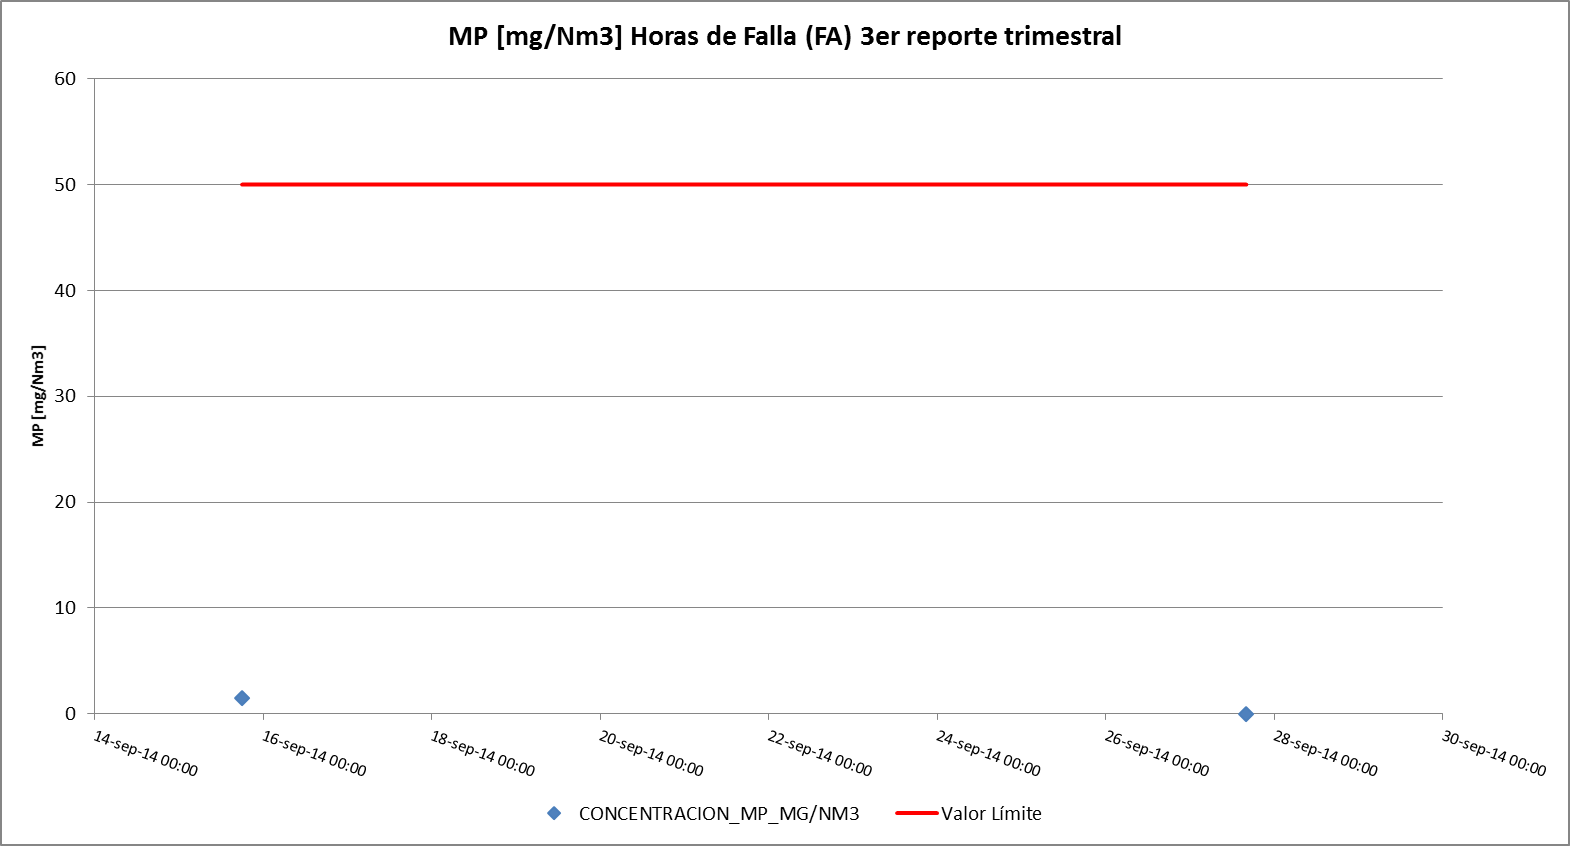 MP [mg/Nm3] Horas de Falla (FA) 3er reporte trimestral
60
50
40
30
20
10
0
MP [mg/Nm3]
14-sep-14 00:00
16-sep-14 00:00
18-sep-14 00:00
20-sep-14 00:00
22-sep-14 00:00
24-sep-14 00:00
26-sep-14 00:00
28-sep-14 00:00
30-sep-14 00:00
CONCENTRACION_MP_MG/NM3
Valor Límite